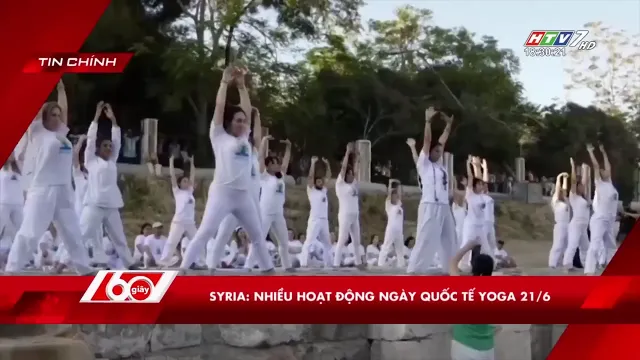 TIN CHÍNH
HTV7 HD
18:30:21
60 giây
SYRIA: NHIỀU HOẠT ĐỘNG NGÀY QUỐC TẾ YOGA 21/6